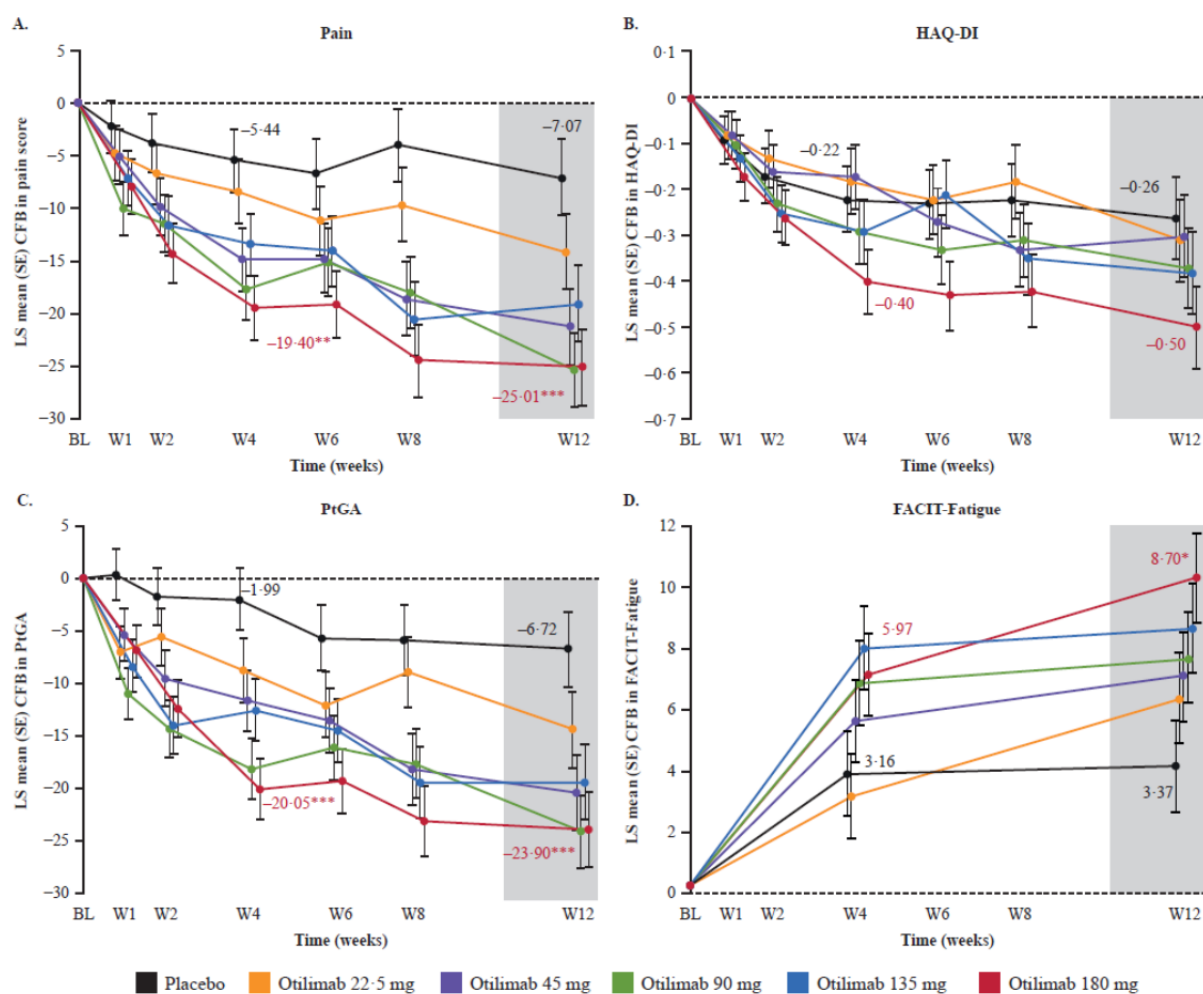 A.
Pain
5
0
−5
−10
−15
−20
−25
−30
LS mean (SE) CFB in pain score
−5·44
−7·07
−19·40**
−25·01***
BL W1 W2 W4 W6 W8 W12
Time (weeks)
B.
HAQ-DI
0·1
0
−0·1
−0·2
−0·3
−0·4
−0·5
−0·6
−0·7
LS mean (SE) CFB in HAQ-DI
−0·22
−0·26
−0·40
−0·50
BL W1 W2 W4 W6 W8 W12
Time (weeks)
C.
PtGA
5
0
−5
−10
−15
−20
−25
−30
LS mean (SE) CFB in PtGA
−1·99
−6·72
−20·05***
−23·90***
BL W1 W2 W4 W6 W8 W12
Time (weeks)
D.
FACIT-Fatigue
12
10
8
6
4
2
0
LS mean (SE) CFB in FACIT-Fatigue
8·70*
5·97
3·16
3·37
BL W1 W2 W4 W6 W8 W12
Time (weeks)
Placebo Otilimab 22·5 mg Otilimab 45 mg Otilimab 90 mg Otilimab 135 mg Otilimab 180 mg